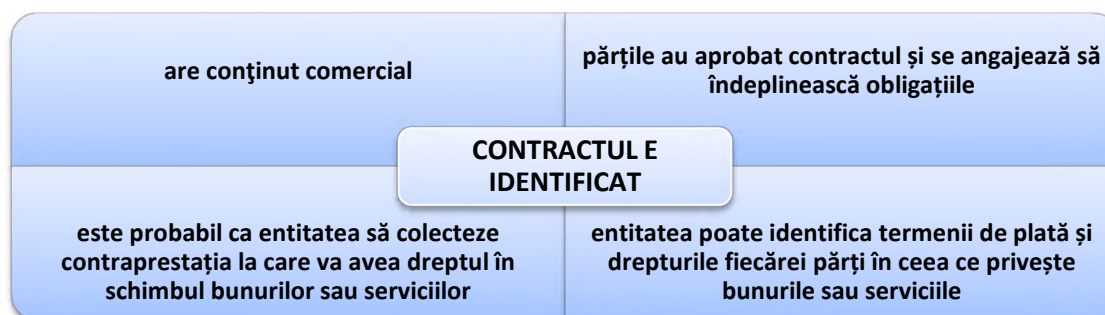 are conţinut comercial
părțile au aprobat contractul și se angajează să
îndeplinească obligațiile
CONTRACTUL E
IDENTIFICAT
este probabil ca entitatea să colecteze
contraprestația la care va avea dreptul în
schimbul bunurilor sau serviciilor
entitatea poate identifica termenii de plată și
drepturile fiecărei părți în ceea ce privește
bunurile sau serviciile